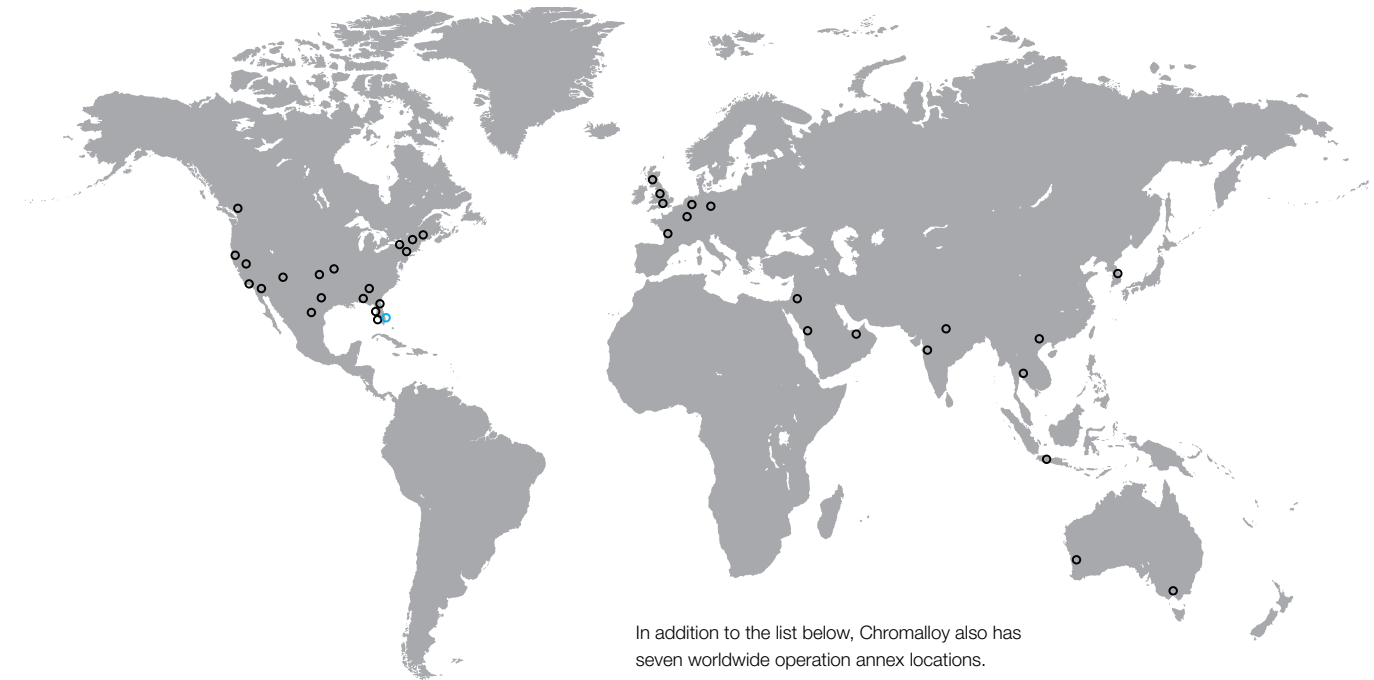 In addition to the list below, Chromalloy also has
seven worldwide operation annex locations.